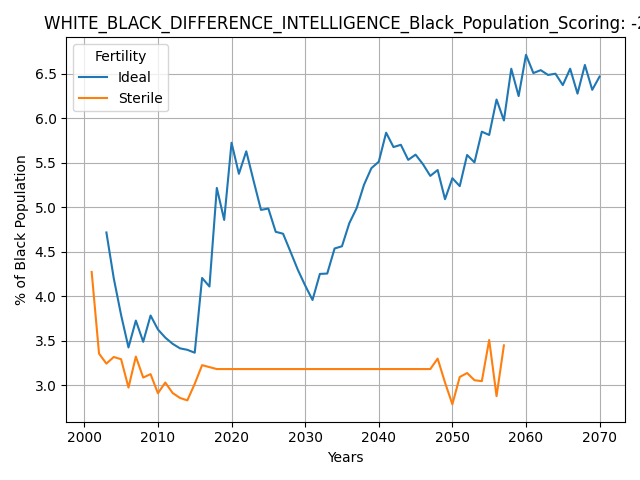 WHITE_BLACK_DIFFERENCE_INTELLIGENCE_Black_Population_Scoring: -2
Fertility
Ideal
Sterile
6.5
6.0
5.5
5.0
4.5
4.0
3.5
3.0
% of Black Population
2000 2010 2020 2030 2040 2050 2060 2070
Years